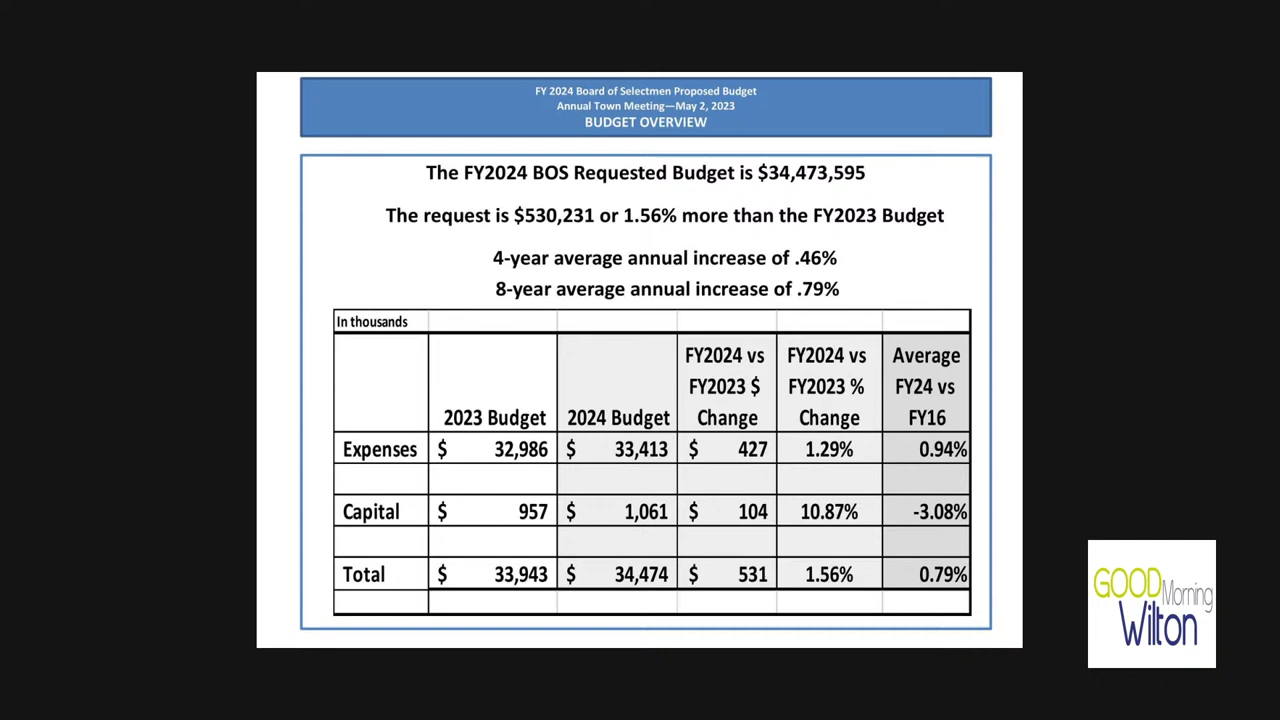 FY 2024 Board of Selectmen Proposed Budget
Annual Town Meeting—May 2, 2023
BUDGET OVERVIEW
The FY2024 BOS Requested Budget is $34,473,595
The request is $530,231 or 1.56% more than the FY2023 Budget
4-year average annual increase of .46%
8-year average annual increase of .79%
In thousands
2023 Budget 2024 Budget FY2024 vs FY2023 $ Change FY2024 vs FY2023 % Change Average FY24 vs FY16
Expenses $ 32,986 $ 33,413 $ 427 1.29% 0.94%
Capital $ 957 $ 1,061 $ 104 10.87% -3.08%
Total $ 33,943 $ 34,474 $ 531 1.56% 0.79%
GOOD Morning
Wilton